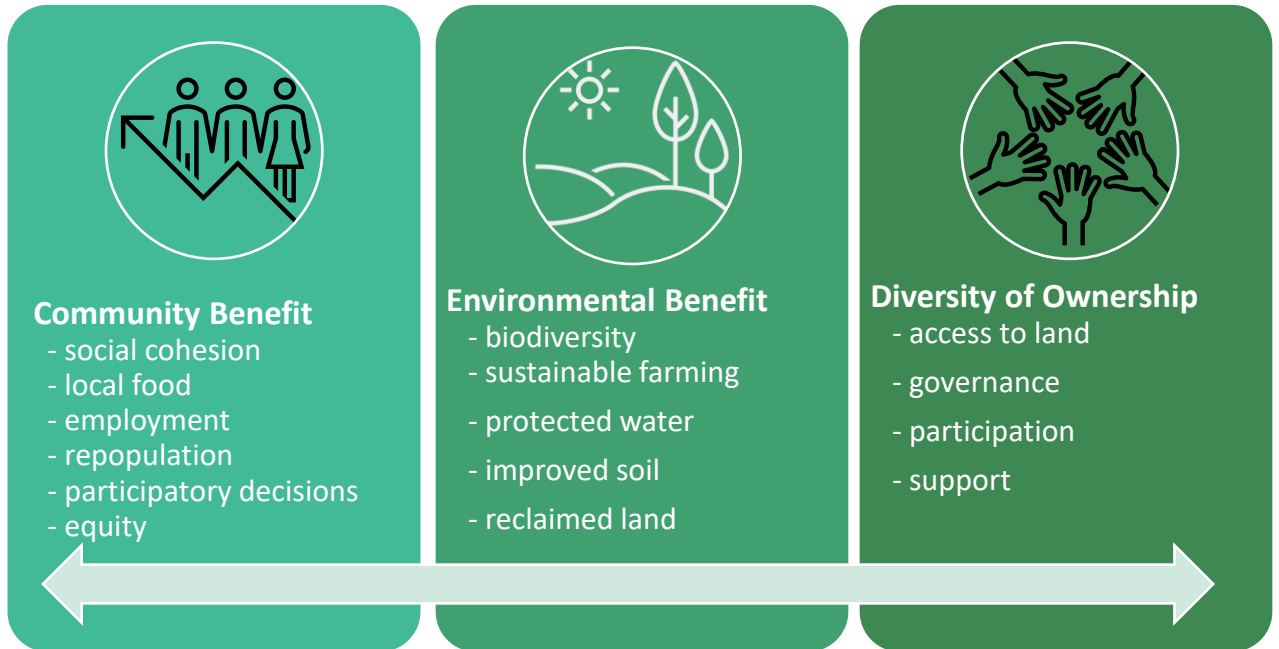 Community Benefit
- social cohesion
- local food
- employment
- repopulation
- participatory decisions
- equity
Environmental Benefit
- biodiversity
- sustainable farming
- protected water
- improved soil
- reclaimed land
Diversity of Ownership
- access to land
- governance
- participation
- support